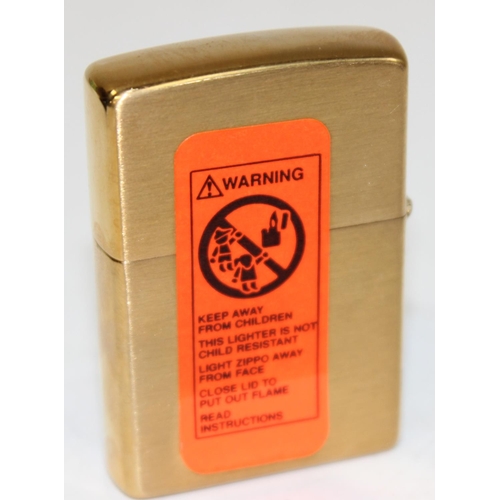 WARNING
KEEP AWAY
FROM CHILDREN
THIS LIGHTER IS NOT
CHILD RESISTANT
LIGHT ZIPPO AWAY
FROM FACE
CLOSE LID TO
PUT OUT FLAME
READ
INSTRUCTIONS